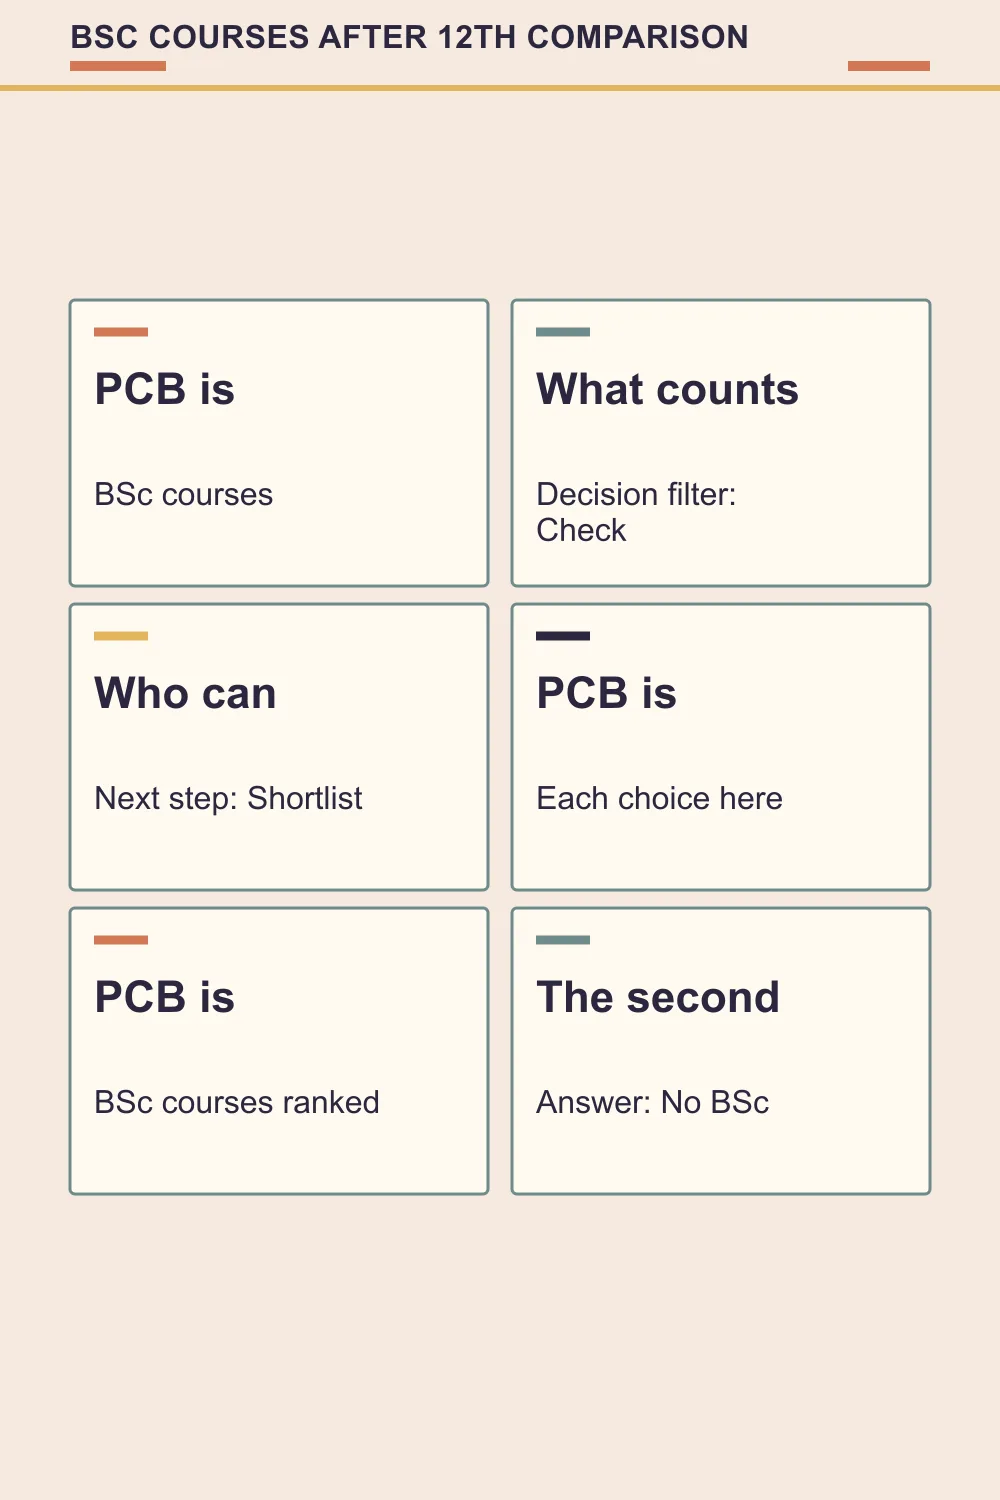 BSC COURSES AFTER 12TH COMPARISON
PCB is
BSc courses
What counts
Decision filter:
Check
Who can
Next step: Shortlist
PCB is
Each choice here
PCB is
BSc courses ranked
The second
Answer: No BSc